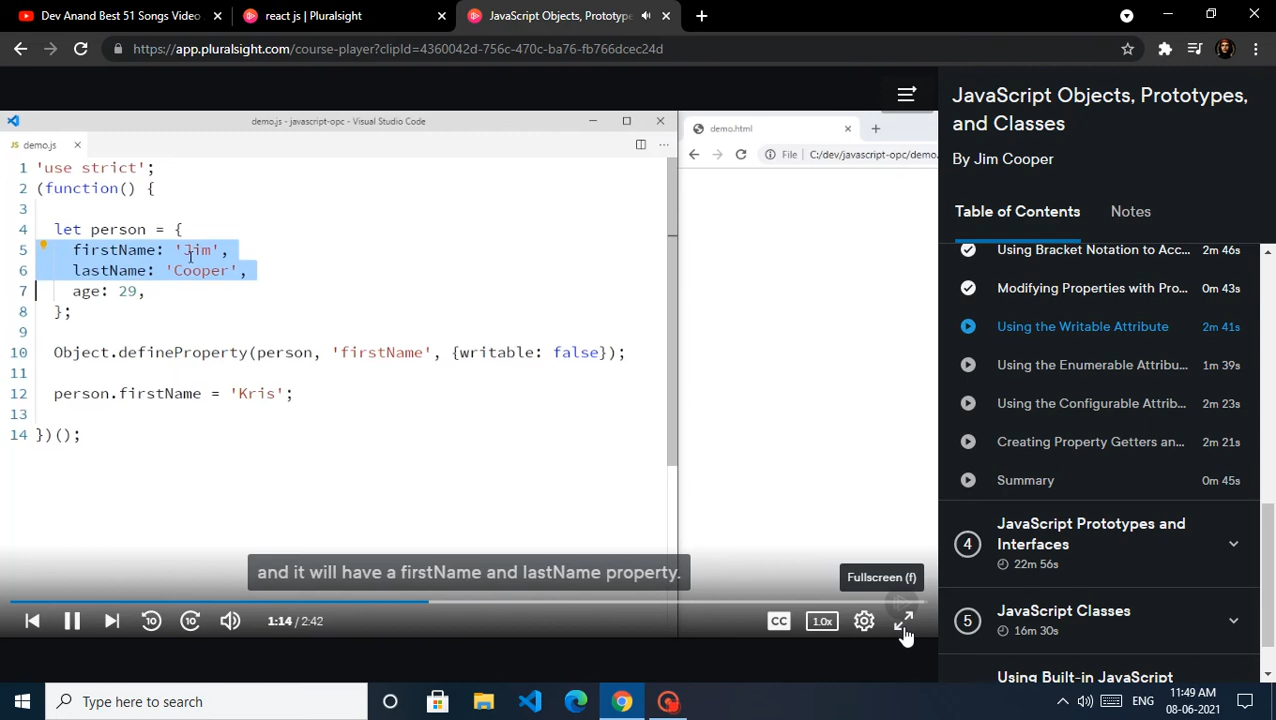 Dev Anand Best 51 Songs Video
react js | Pluralsight
JavaScript Objects, Prototype
https://app.pluralsight.com/course-player?clipId=4360042d-756c-470c-ba76-fb766dcec24d
demo.js - javascript-opc - Visual Studio Code
demo.js
1 'use strict';
2 (function() {
3
4 let person = {
5 firstName: 'Jim',
6 lastName: 'Cooper',
7 age: 29,
8 };
9
10 Object.defineProperty(person, 'firstName', {writable: false});
11
12 person.firstName = 'Kris';
13
14 })();
demo.html
File C:/dev/javascript-opc/demo.
and it will have a firstName and lastName property.
Fullscreen (f)
10
10
1:14 / 2:42
CC
1.0x
JavaScript Objects, Prototypes,
and Classes
By Jim Cooper
Table of Contents
Notes
Using Bracket Notation to Acc... 2m 46s
Modifying Properties with Pro... 0m 43s
Using the Writable Attribute 2m 41s
Using the Enumerable Attribu... 1m 39s
Using the Configurable Attrib... 2m 23s
Creating Property Getters an... 2m 21s
Summary 0m 45s
4 JavaScript Prototypes and
Interfaces
22m 56s
5 JavaScript Classes
16m 30s
Using Built-in JavaScript
Type here to search
ENG
11:49 AM
08-06-2021